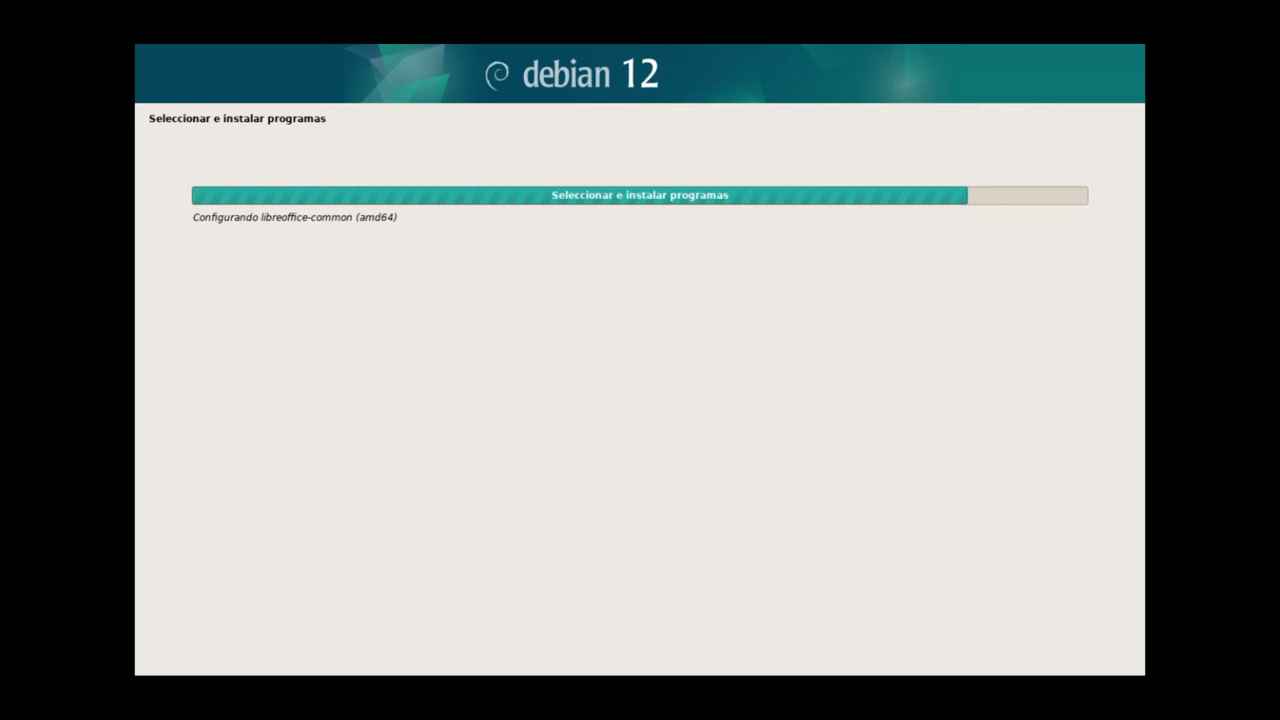 debian 12
Seleccionar e instalar programas
Seleccionar e instalar programas
Configurando libreoffice-common (amd64)